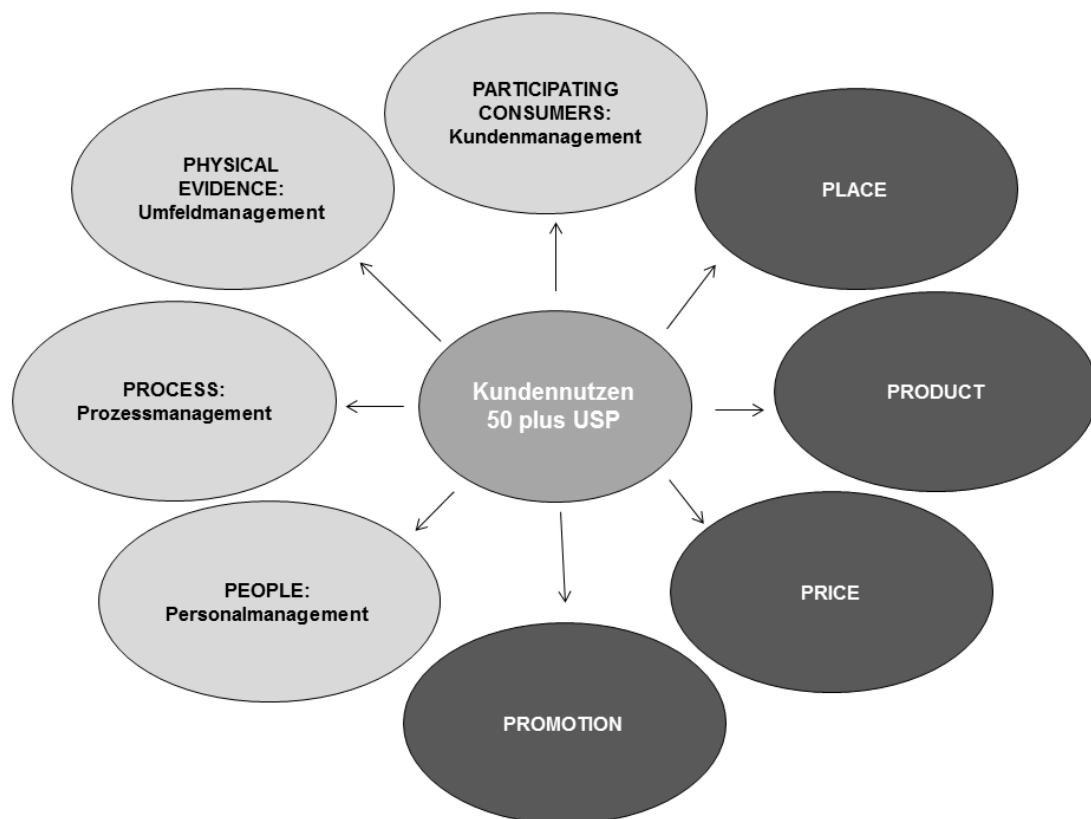 PARTICIPATING
CONSUMERS:
Kundenmanagement
PHYSICAL
EVIDENCE:
Umfeldmanagement
PLACE
PROCESS:
Prozessmanagement
Kundennutzen
50 plus USP
PRODUCT
PEOPLE:
Personalmanagement
PRICE
PROMOTION